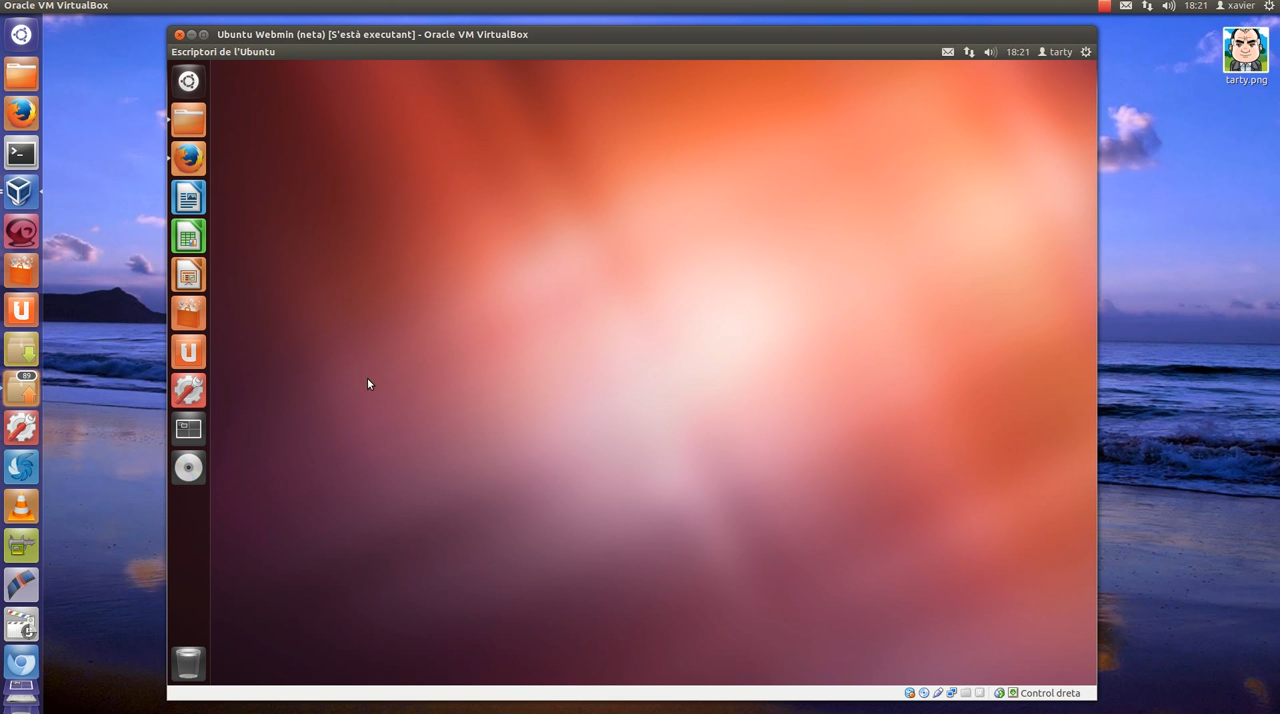 Oracle VM VirtualBox
18:21 xavier
Ubuntu Webmin (neta) [S'està executant] - Oracle VM VirtualBox
Escriptori de l'Ubuntu
18:21 tarty
tarty.png
89
Control dreta